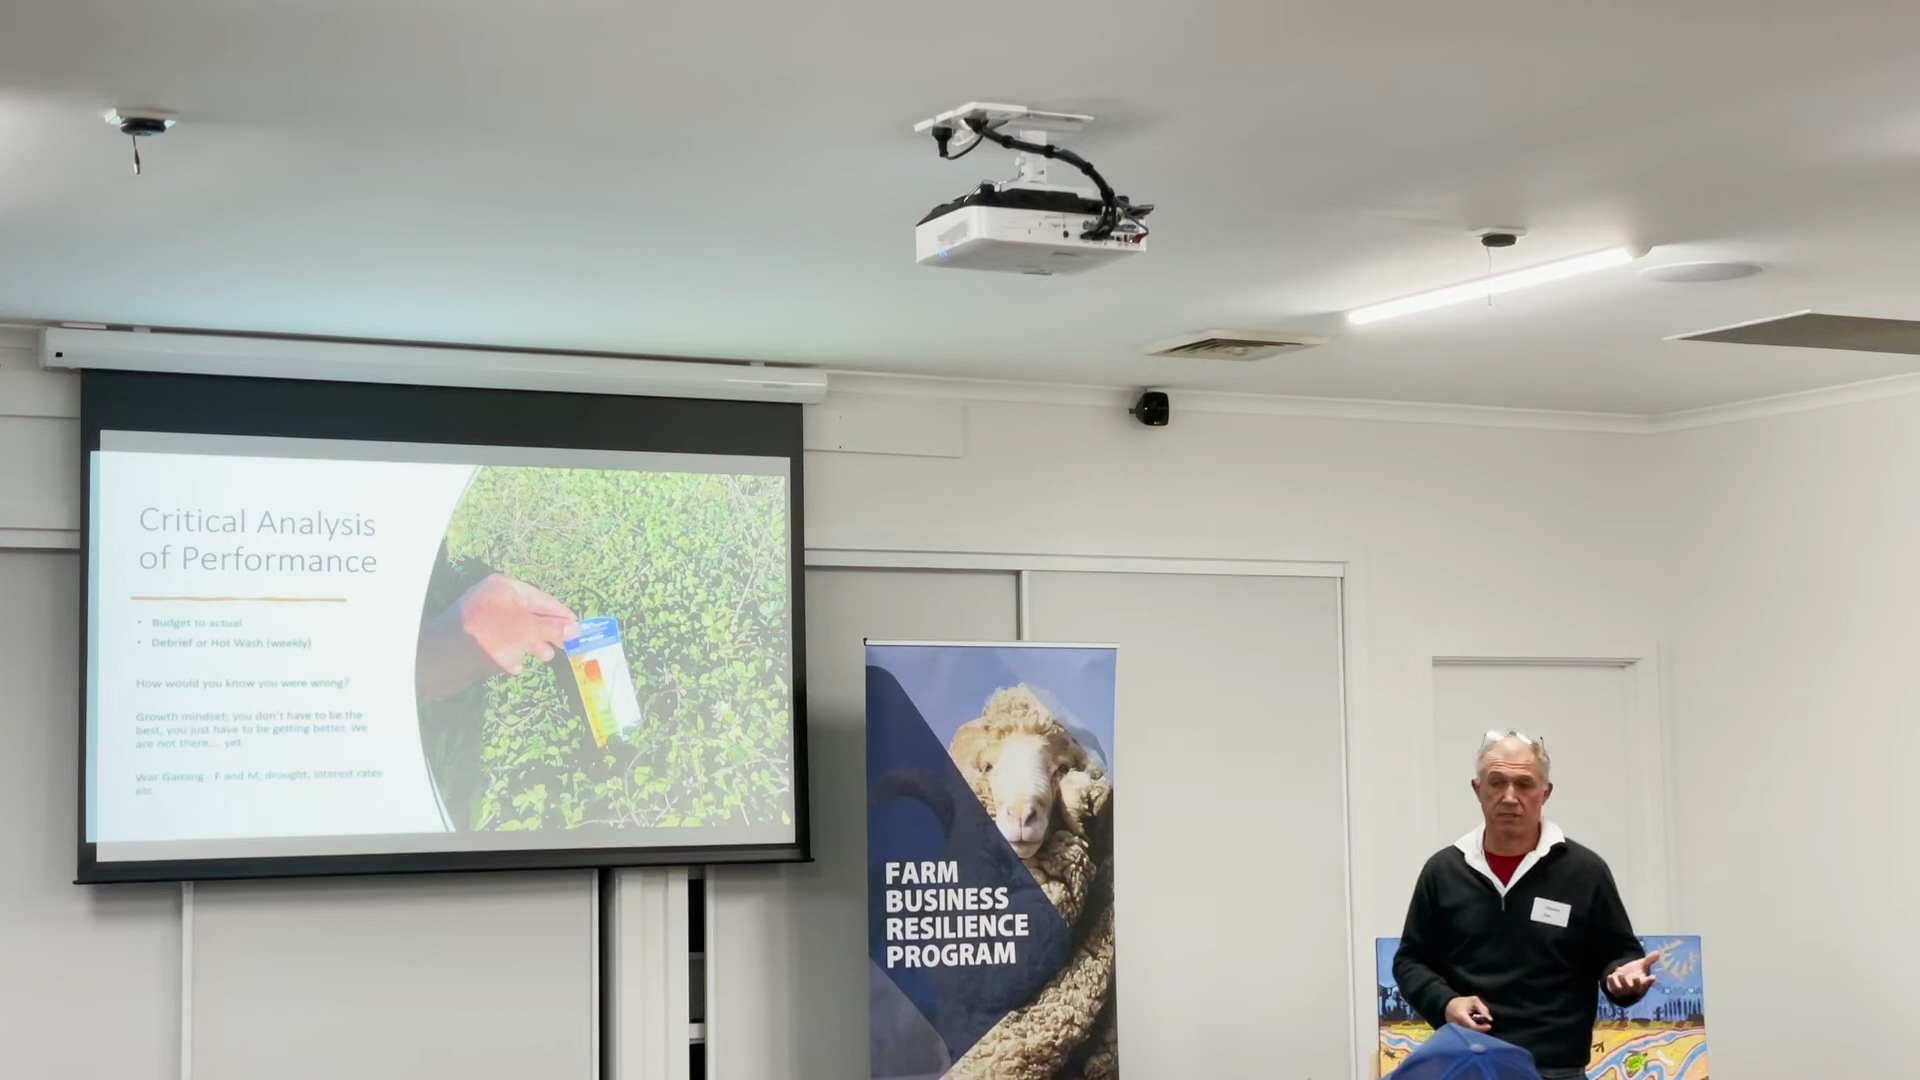 Critical Analysis
of Performance
• Budget to actual
• Debrief or Hot Wash (weekly)
How would you know you were wrong?
Growth mindset; you don't have to be the
best, you just have to be getting better. We
are not there.... yet
War Gaming - F and M, drought, interest rates
etc
FARM
BUSINESS
RESILIENCE
PROGRAM